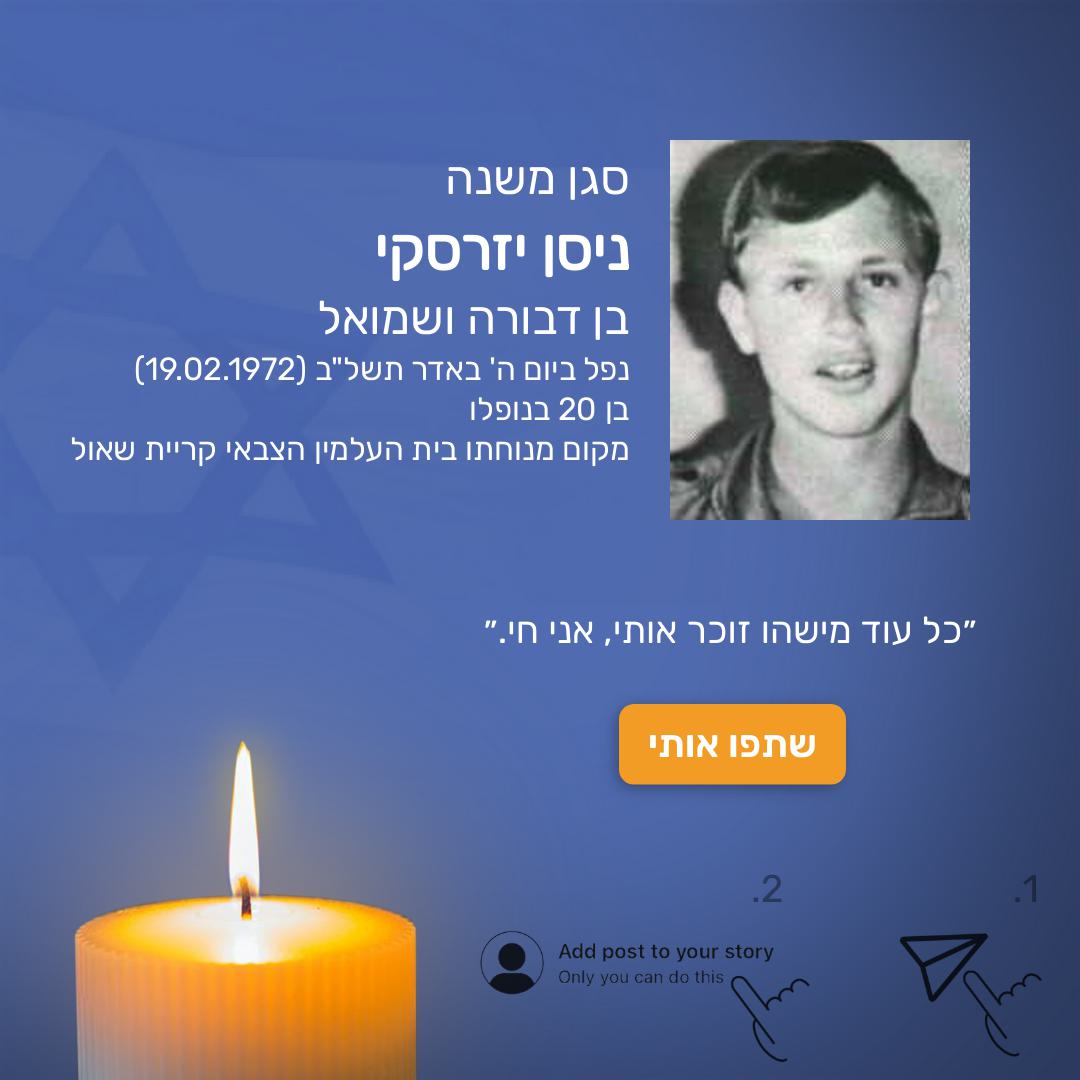 סגן משנה
ניסן יזרסקי
בן דבורה ושמואל
נפל ביום ה' באדר תשל"ב (19.02.1972)
בן 20 בנופלו
מקום מנוחתו בית העלמין הצבאי קריית שאול
״כל עוד מישהו זוכר אותי, אני חי.״
שתפו אותי
1.
2.
Add post to your story
Only you can do this